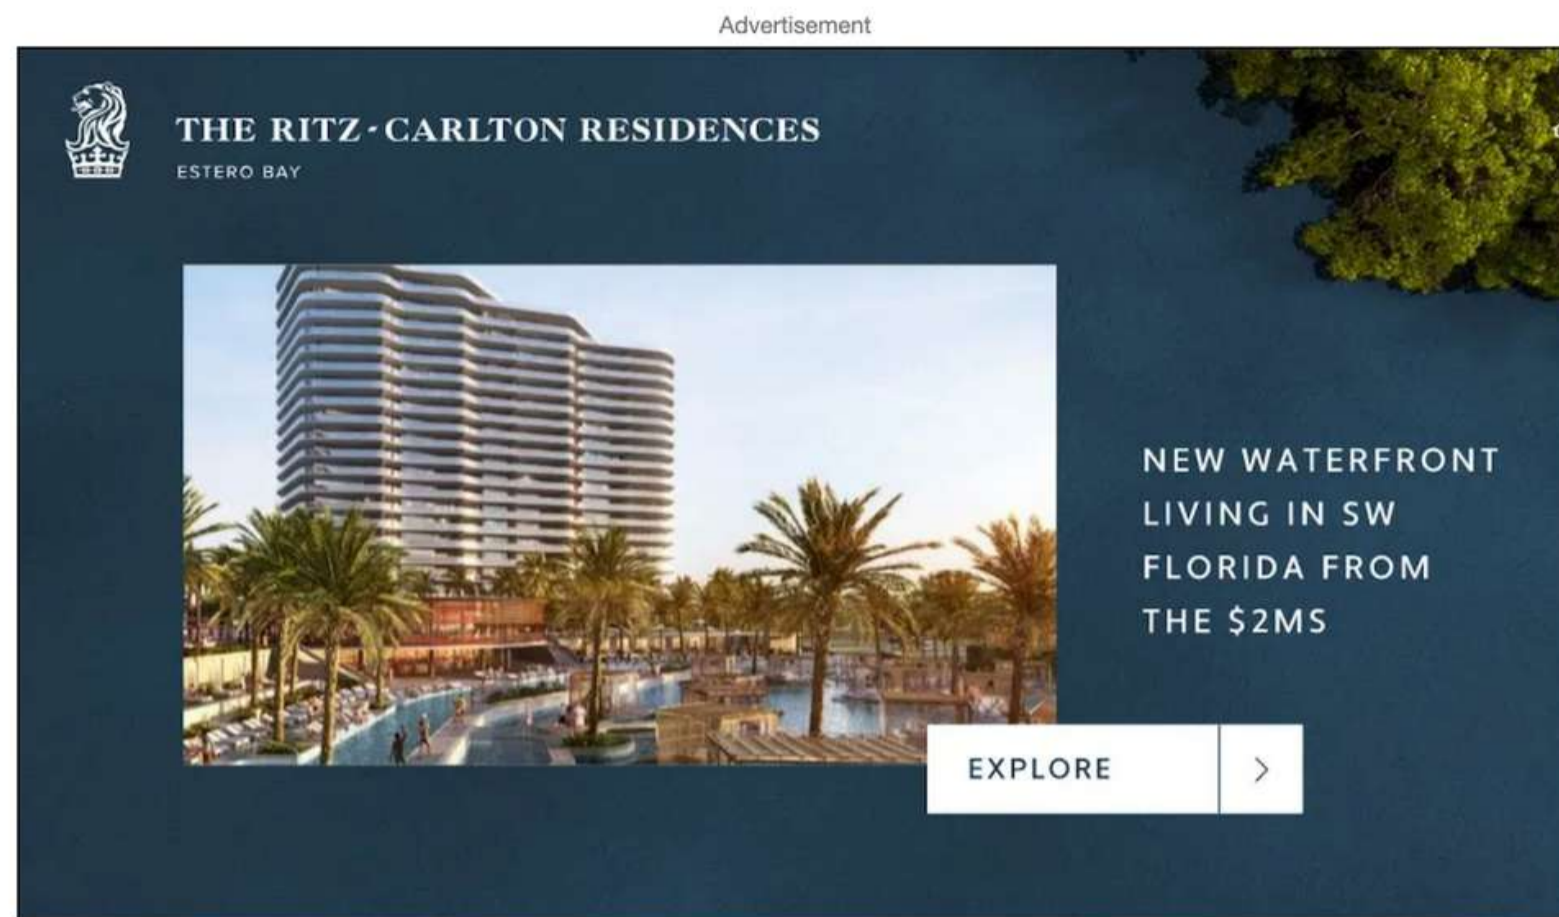 Advertisement
THE RITZ-CARLTON RESIDENCES
ESTERO BAY
NEW WATERFRONT
LIVING IN SW
FLORIDA FROM
THE $2MS
EXPLORE